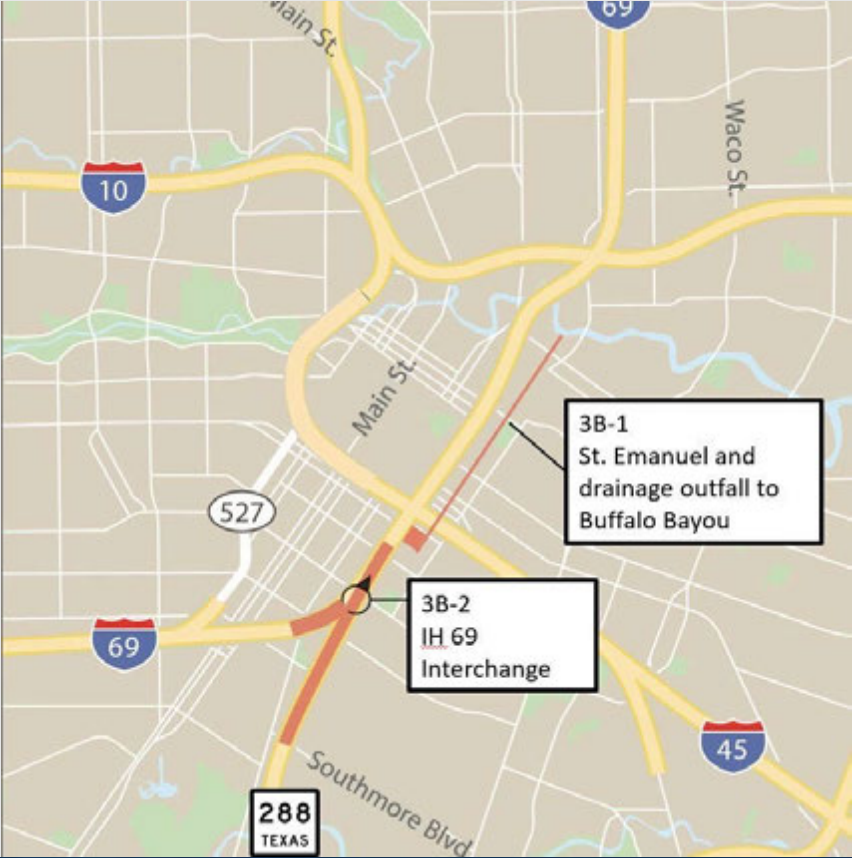 Main St.
69
10
Waco St.
Main St.
3B-1
St. Emanuel and
drainage outfall to
Buffalo Bayou
527
3B-2
IH 69
Interchange
69
45
Southmore Blvd
288
TEXAS